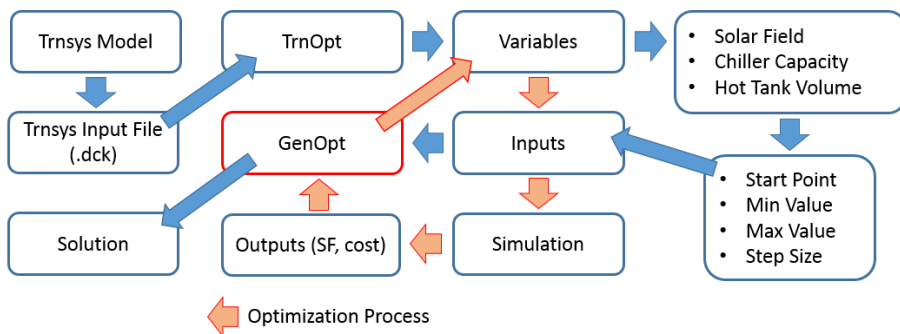 Trnsys Model
TrnOpt
Variables
• Solar Field
• Chiller Capacity
• Hot Tank Volume
Trnsys Input File
(.dck)
GenOpt
Inputs
• Start Point
• Min Value
• Max Value
• Step Size
Solution
Outputs (SF, cost)
Simulation
Optimization Process